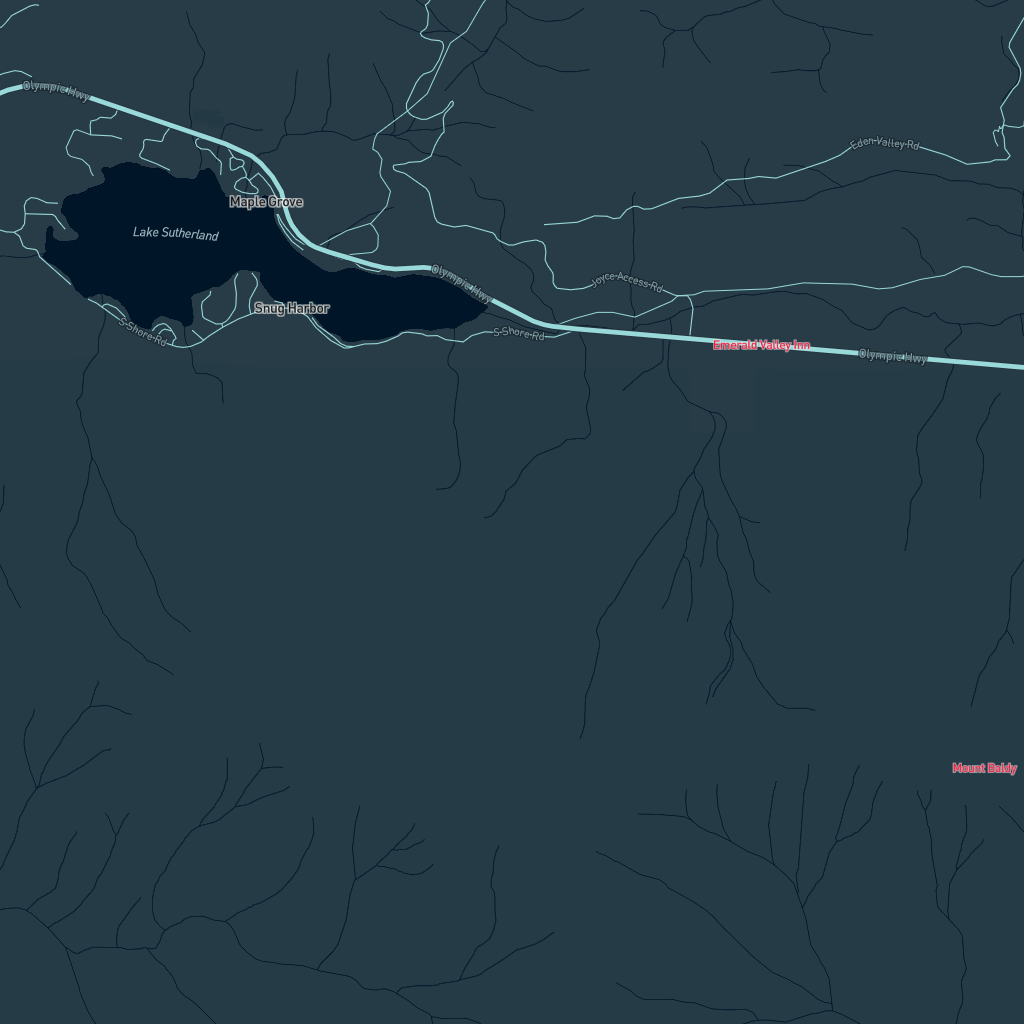 Olympic Hwy
Eden Valley Rd
Maple Grove
Lake Sutherland
Olympic Hwy
Joyce Access Rd
Snug Harbor
S Shore Rd
S Shore Rd
Emerald Valley Inn
Olympic Hwy
Mount Baldy